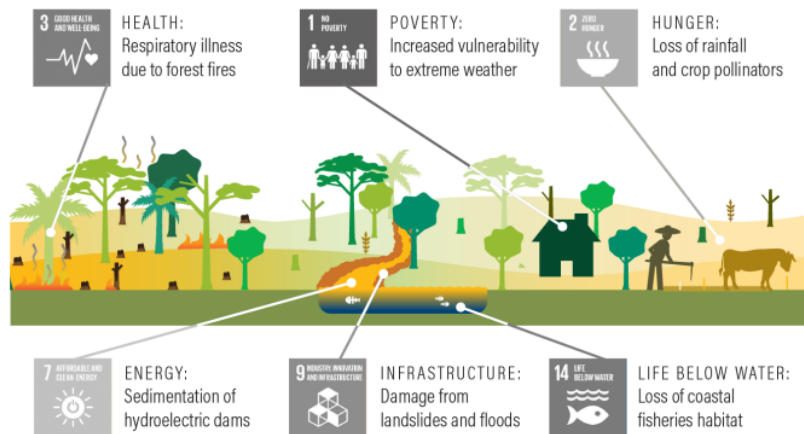 3 GOOD HEALTH
AND WELL-BEING
HEALTH:
Respiratory illness
due to forest fires
1 NO
POVERTY
POVERTY:
Increased vulnerability
to extreme weather
2 ZERO
HUNGER
HUNGER:
Loss of rainfall
and crop pollinators
7 AFFORDABLE AND
CLEAN ENERGY
ENERGY:
Sedimentation of
hydroelectric dams
9 INDUSTRY, INNOVATION
AND INFRASTRUCTURE
INFRASTRUCTURE:
Damage from
landslides and floods
14 LIFE
BELOW WATER
LIFE BELOW WATER:
Loss of coastal
fisheries habitat